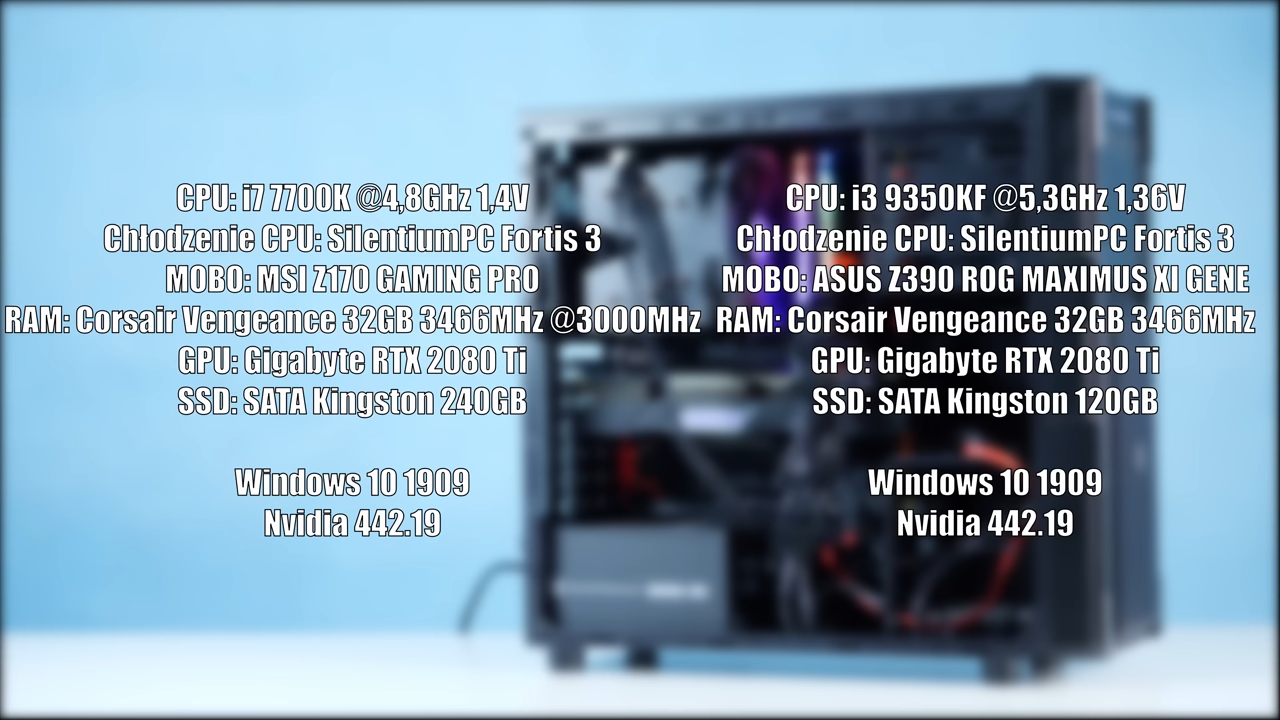 CPU: i7 7700K @4,8GHz 1,4V
Chłodzenie CPU: SilentiumPC Fortis 3
MOBO: MSI Z170 GAMING PRO
RAM: Corsair Vengeance 32GB 3466MHz @3000MHz
GPU: Gigabyte RTX 2080 Ti
SSD: SATA Kingston 240GB
Windows 10 1909
Nvidia 442.19
CPU: i3 9350KF @5,3GHz 1,36V
Chłodzenie CPU: SilentiumPC Fortis 3
MOBO: ASUS Z390 ROG MAXIMUS XI GENE
RAM: Corsair Vengeance 32GB 3466MHz
GPU: Gigabyte RTX 2080 Ti
SSD: SATA Kingston 120GB
Windows 10 1909
Nvidia 442.19